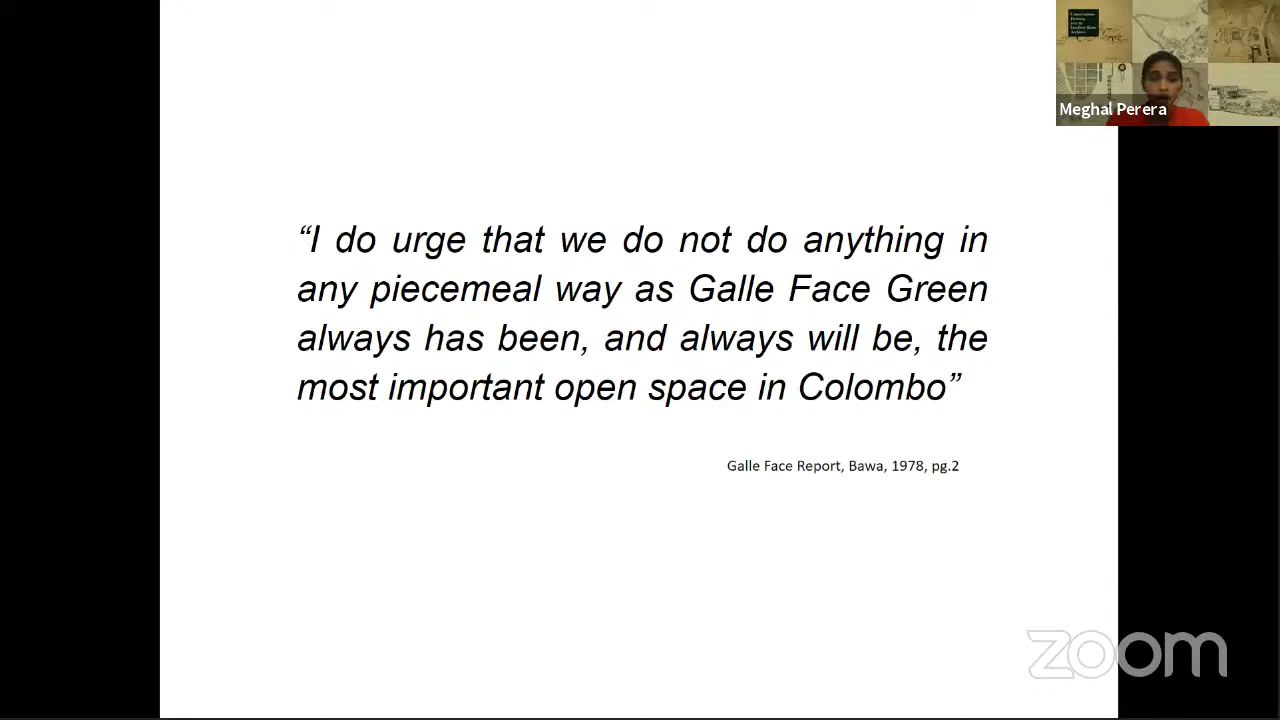 Meghal Perera
“I do urge that we do not do anything in
any piecemeal way as Galle Face Green
always has been, and always will be, the
most important open space in Colombo”
Galle Face Report, Bawa, 1978, pg.2
zoom